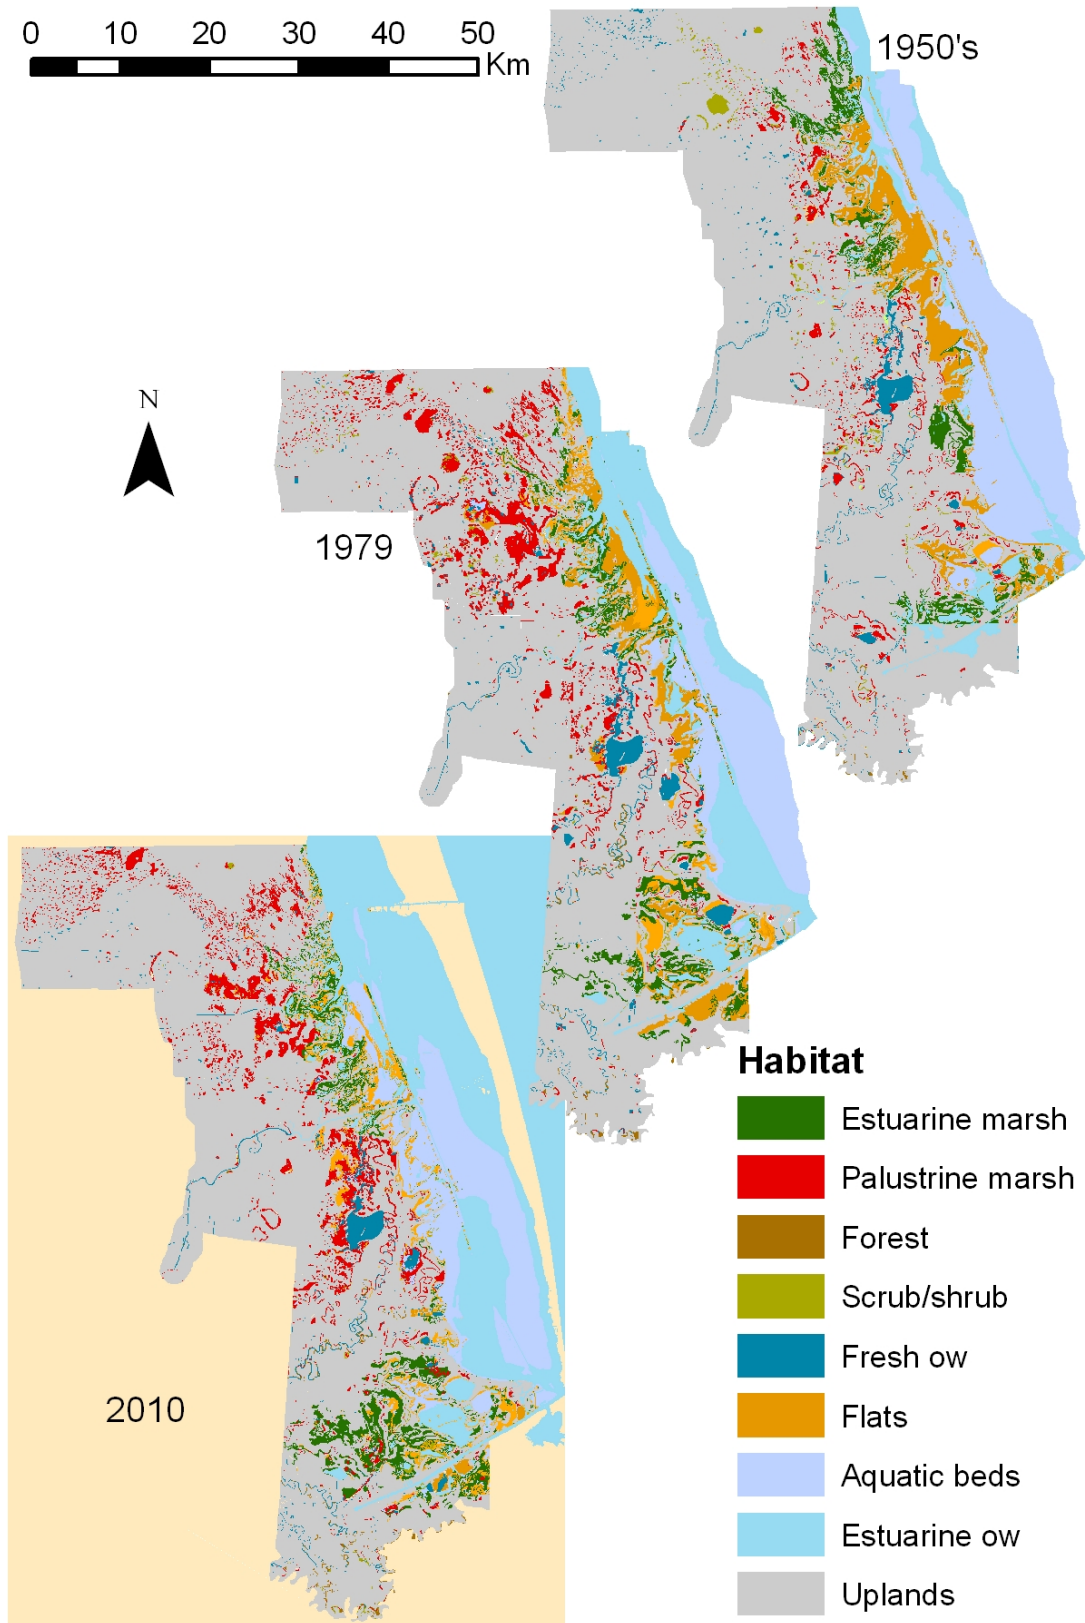 0 10 20 30 40 50
Km
1950's
N
1979
2010
Habitat
Estuarine marsh
Palustrine marsh
Forest
Scrub/shrub
Fresh ow
Flats
Aquatic beds
Estuarine ow
Uplands